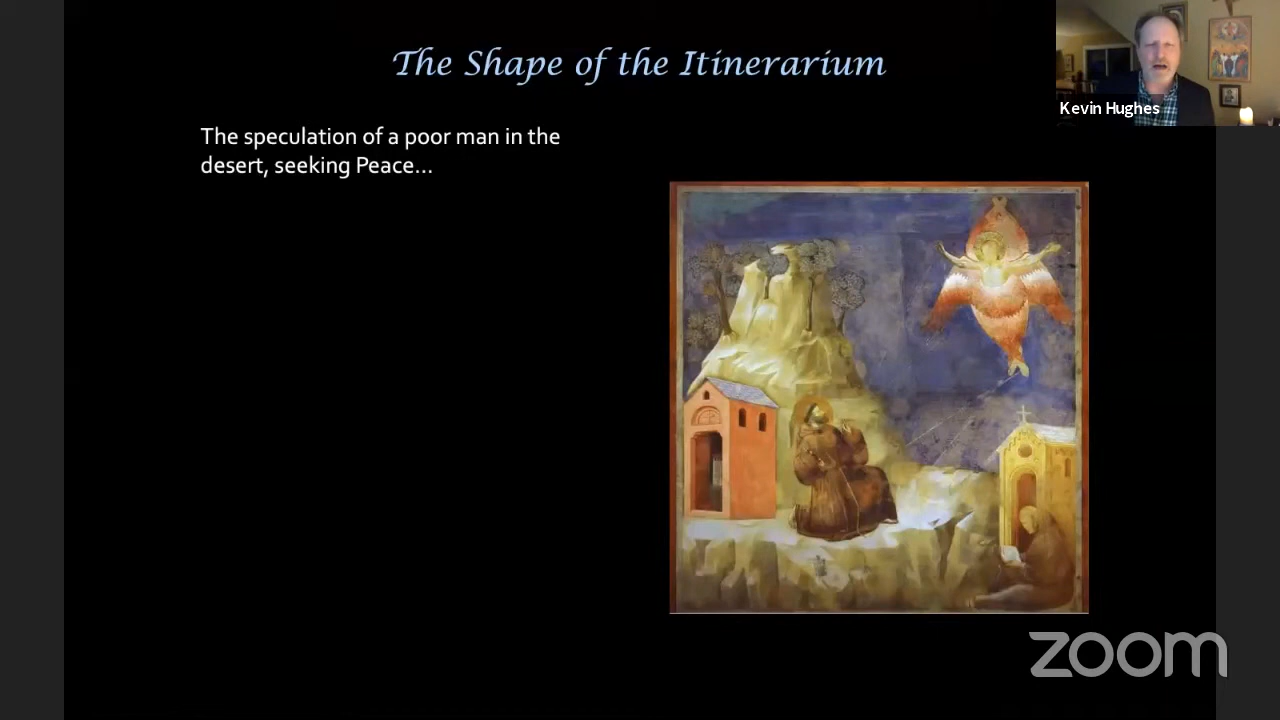 The Shape of the Itinerarium
Kevin Hughes
The speculation of a poor man in the
desert, seeking Peace...
zoom